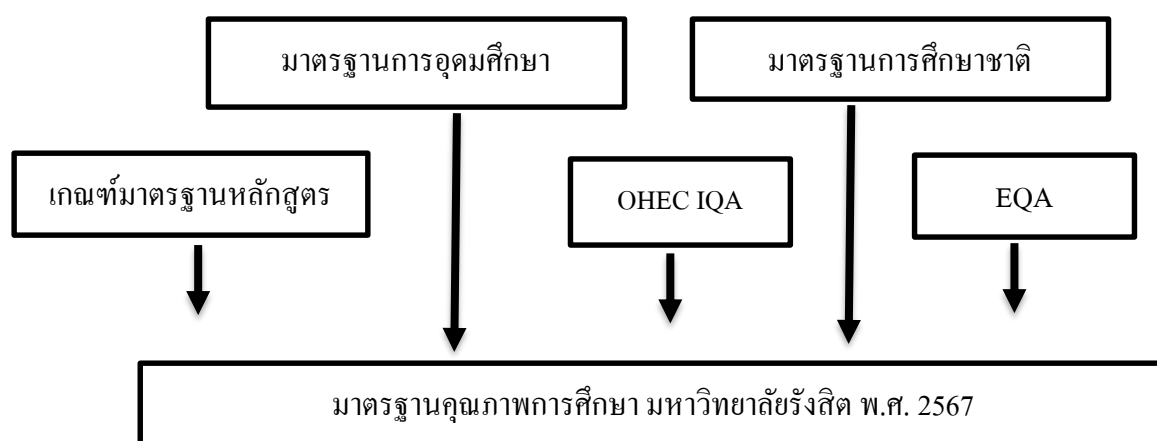 มาตรฐานการอุดมศึกษา
มาตรฐานการศึกษาชาติ
เกณฑ์มาตรฐานหลักสูตร
OHEC IQA
EQA
มาตรฐานคุณภาพการศึกษา มหาวิทยาลัยรังสิต พ.ศ. 2567